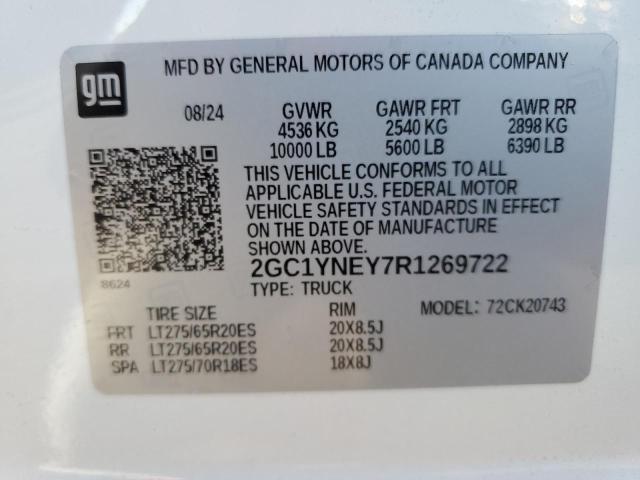 gm
MFD BY GENERAL MOTORS OF CANADA COMPANY
08/24 GVWR GAWR FRT GAWR RR
4536 KG 2540 KG 2898 KG
10000 LB 5600 LB 6390 LB
THIS VEHICLE CONFORMS TO ALL
APPLICABLE U.S. FEDERAL MOTOR
VEHICLE SAFETY STANDARDS IN EFFECT
ON THE DATE OF MANUFACTURE
SHOWN ABOVE.
2GC1YNEY7R1269722
8624
TYPE: TRUCK
TIRE SIZE RIM MODEL: 72CK20743
FRT LT275/65R20ES 20X8.5J
RR LT275/65R20ES 20X8.5J
SPA LT275/70R18ES 18X8J